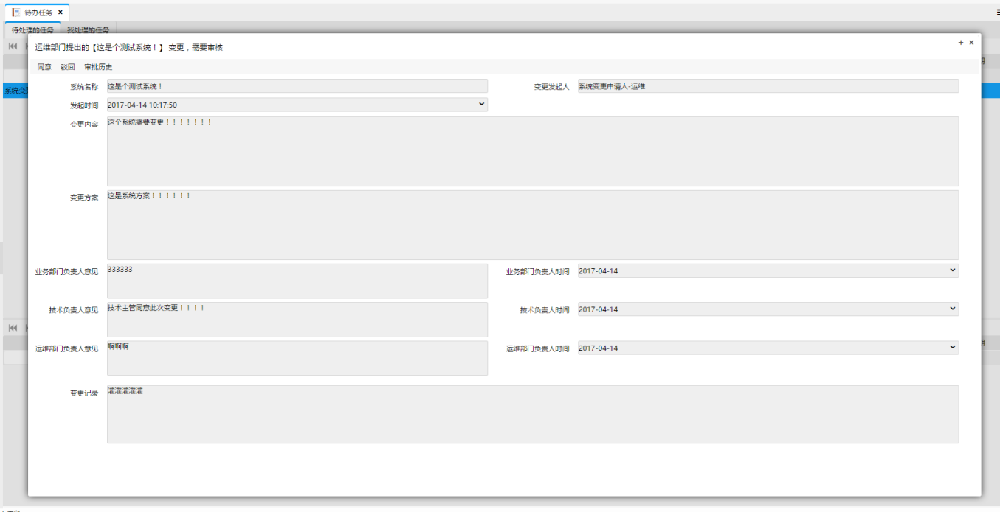 待办任务 x
待处理的任务 我处理的任务
运维部门提出的【这是个测试系统！】 变更，需要审核 + x
同意 驳回 审批历史
系统变
系统名称 这是个测试系统！ 变更发起人 系统变更申请人-运维
发起时间 2017-04-14 10:17:50
变更内容 这个系统需要变更！！！！！！！
变更方案 这是系统方案！！！！！！
业务部门负责人意见 333333 业务部门负责人时间 2017-04-14
技术负责人意见 技术主管同意此次变更！！！！ 技术负责人时间 2017-04-14
运维部门负责人意见 啊啊啊 运维部门负责人时间 2017-04-14
变更记录 灌灌灌灌灌